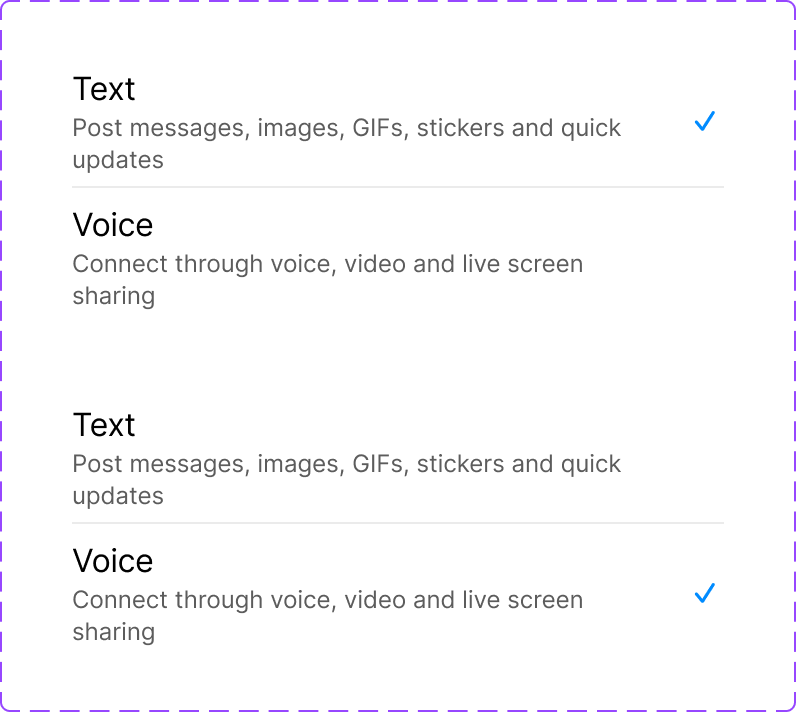 Text
Post messages, images, GIFs, stickers and quick
updates
Voice
Connect through voice, video and live screen
sharing
Text
Post messages, images, GIFs, stickers and quick
updates
Voice
Connect through voice, video and live screen
sharing